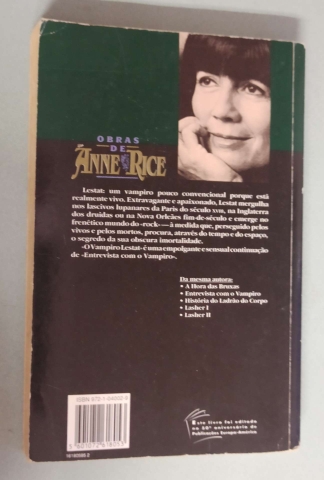 OBRAS
DE
ANNE RICE
Lestat: um vampiro pouco convencional porque está
realmente vivo. Extravagante e apaixonado, Lestat mergulha
nos lascivos lupanares da Paris do século XVIII, na Inglaterra
dos druidas ou na Nova Orleães fim-de-século e emerge no
frenético mundo do «rock» — à medida que, perseguido pelos
vivos e pelos mortos, procura, através do tempo e do espaço,
o segredo da sua obscura imortalidade.
«O Vampiro Lestat» é uma empolgante e sensual continuação
de «Entrevista com o Vampiro».
Da mesma autora:
• A Hora das Bruxas
• Entrevista com o Vampiro
• História do Ladrão do Corpo
• Lasher I
• Lasher II
Este livro foi editado
no 50º aniversário de
Publicações Europa-América